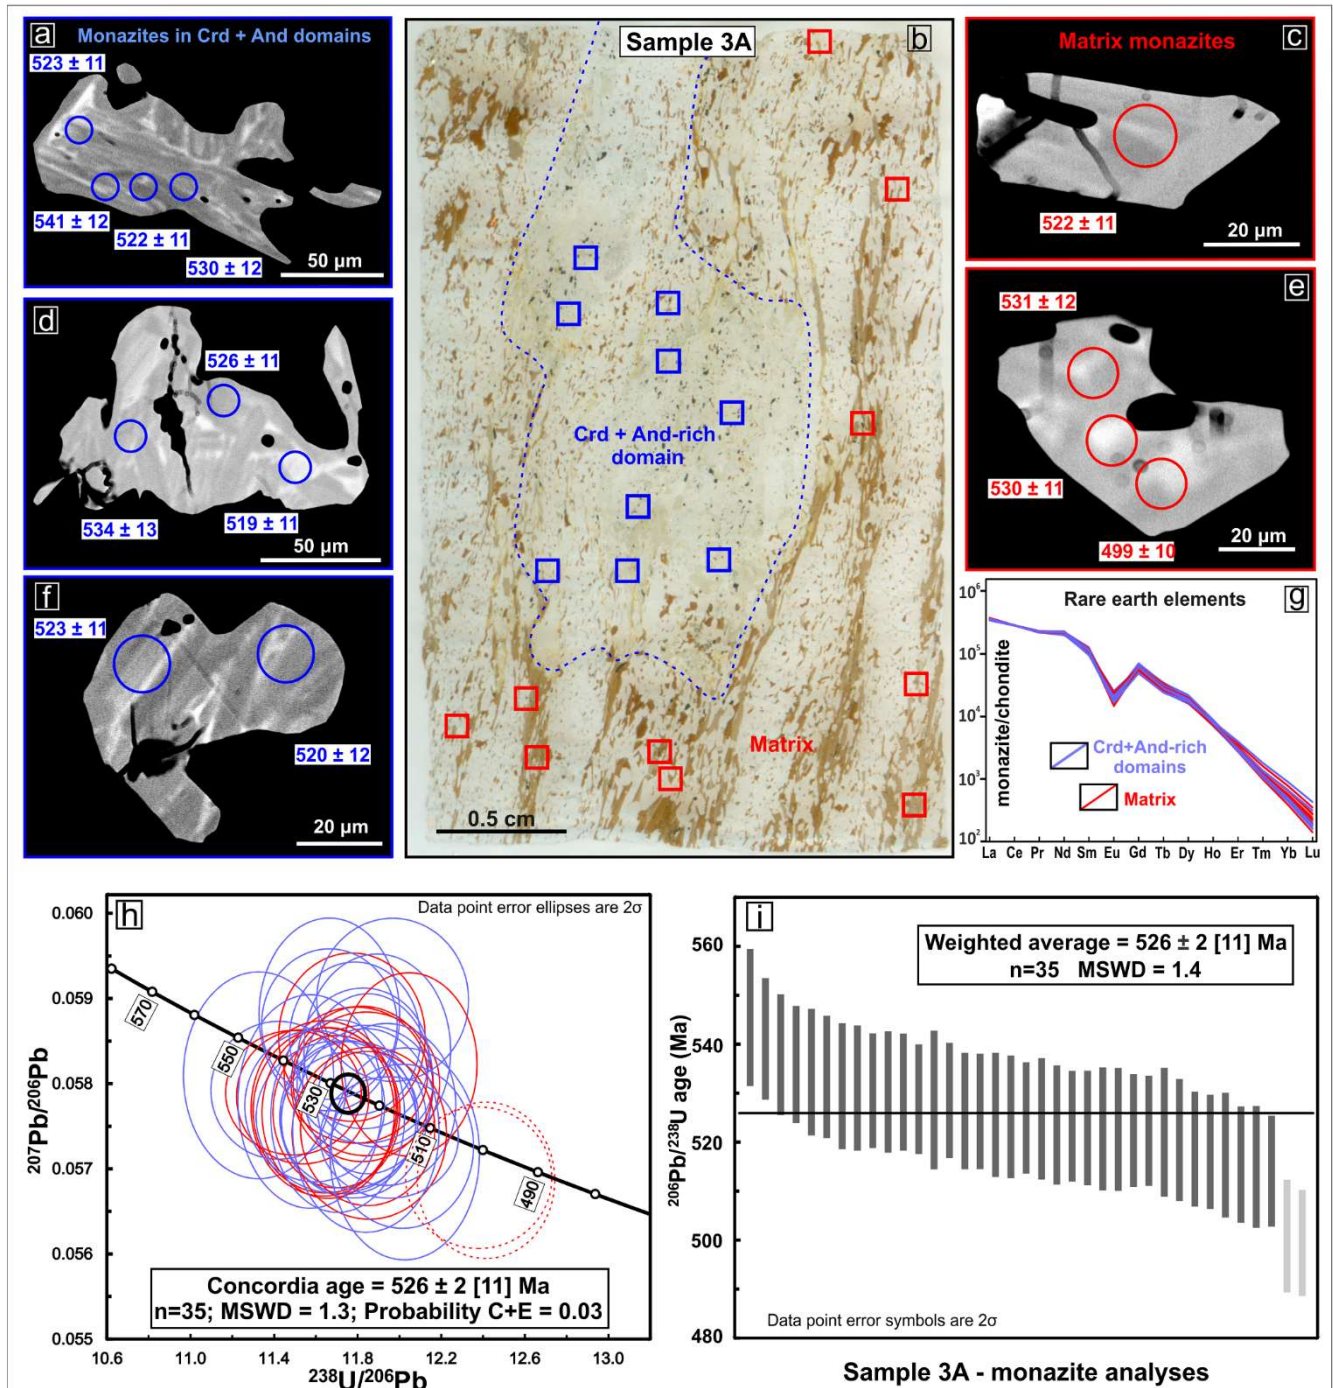 a Monazites in Crd + And domains
523 ± 11
541 ± 12
522 ± 11
530 ± 12
50 µm
Sample 3A
b
Crd + And-rich
domain
Matrix
0.5 cm
Matrix monazites
c
522 ± 11
20 µm
d
526 ± 11
534 ± 13
519 ± 11
50 µm
e
531 ± 12
530 ± 11
499 ± 10
20 µm
f
523 ± 11
520 ± 12
20 µm
Rare earth elements
g
monazite/chondite
10⁶
10⁵
10⁴
10³
10²
Crd+And-rich
domains
Matrix
La Ce Pr Nd Sm Eu Gd Tb Dy Ho Er Tm Yb Lu
h
Data point error ellipses are 2σ
²⁰⁷Pb/²⁰⁶Pb
0.060
0.059
0.058
0.057
0.056
0.055
570
550
530
510
490
Concordia age = 526 ± 2 [11] Ma
n=35; MSWD = 1.3; Probability C+E = 0.03
10.6 11.0 11.4 11.8 12.2 12.6 13.0
²³⁸U/²⁰⁶Pb
i
Weighted average = 526 ± 2 [11] Ma
n=35 MSWD = 1.4
²⁰⁶Pb/²³⁸U age (Ma)
560
540
520
500
480
Data point error symbols are 2σ
Sample 3A - monazite analyses